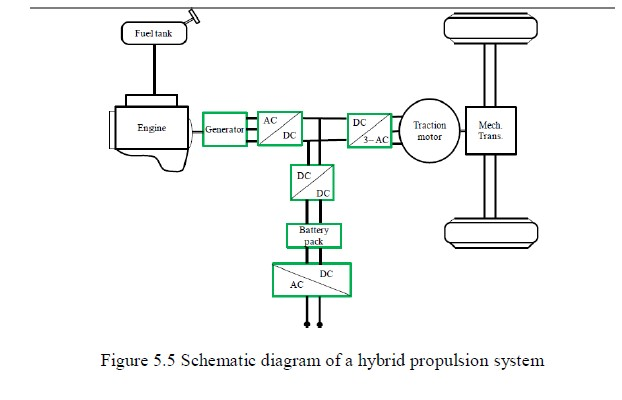 Fuel tank
Engine
Generator
AC
DC
DC
3- AC
Traction
motor
Mech.
Trans.
DC
DC
Battery
pack
DC
AC
Figure 5.5 Schematic diagram of a hybrid propulsion system